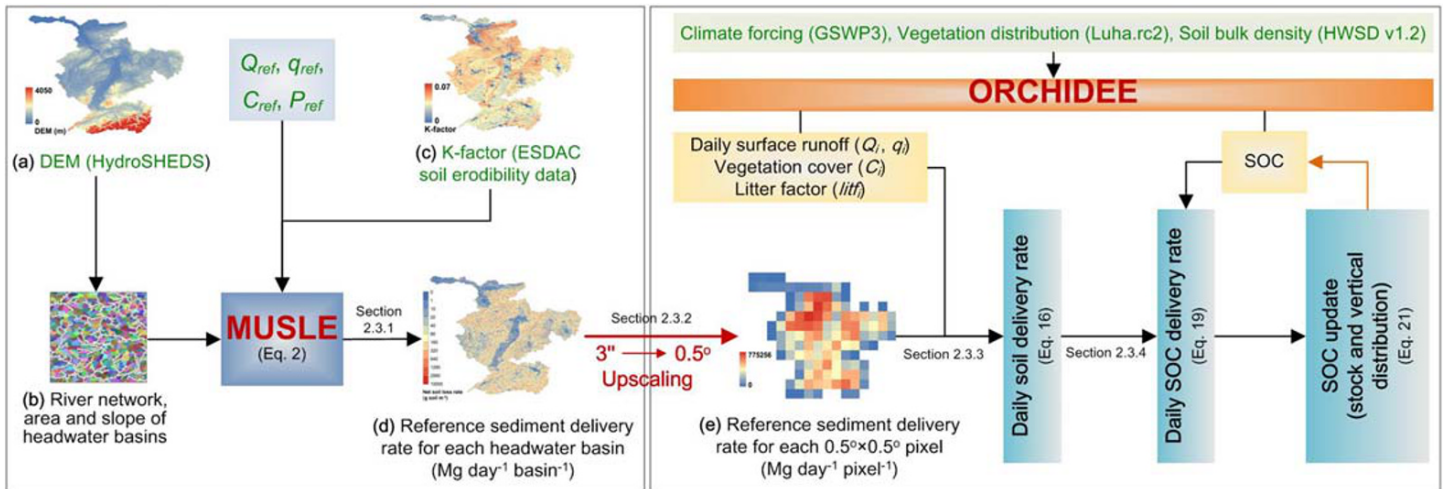 4050
0
DEM (m)
(a) DEM (HydroSHEDS)
Qref, qref,
Cref, Pref
0.07
0
K-factor
(c) K-factor (ESDAC
soil erodibility data)
(b) River network,
area and slope of
headwater basins
MUSLE
(Eq. 2)
Section
2.3.1
Net soil loss rate
(g soil m⁻²)
(d) Reference sediment delivery
rate for each headwater basin
(Mg day⁻¹ basin⁻¹)
Section 2.3.2
3" → 0.5°
Upscaling
Climate forcing (GSWP3), Vegetation distribution (Luha.rc2), Soil bulk density (HWSD v1.2)
ORCHIDEE
Daily surface runoff (Qi, qi)
Vegetation cover (Ci)
Litter factor (litfi)
SOC
775256
0
(e) Reference sediment delivery
rate for each 0.5°×0.5° pixel
(Mg day⁻¹ pixel⁻¹)
Section 2.3.3
Daily soil delivery rate
(Eq. 16)
Section 2.3.4
Daily SOC delivery rate
(Eq. 19)
SOC update
(stock and vertical
distribution)
(Eq. 21)